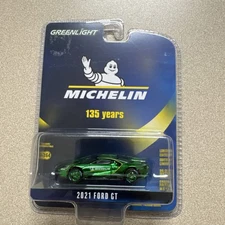 GREENLIGHT
MICHELIN
135 years
2021 FORD GT